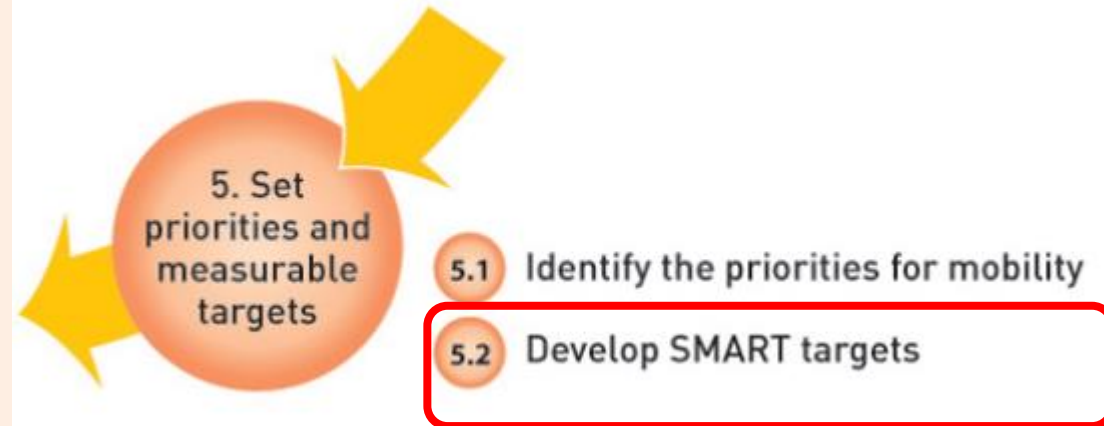 5. Set
priorities and
measurable
targets
5.1 Identify the priorities for mobility
5.2 Develop SMART targets